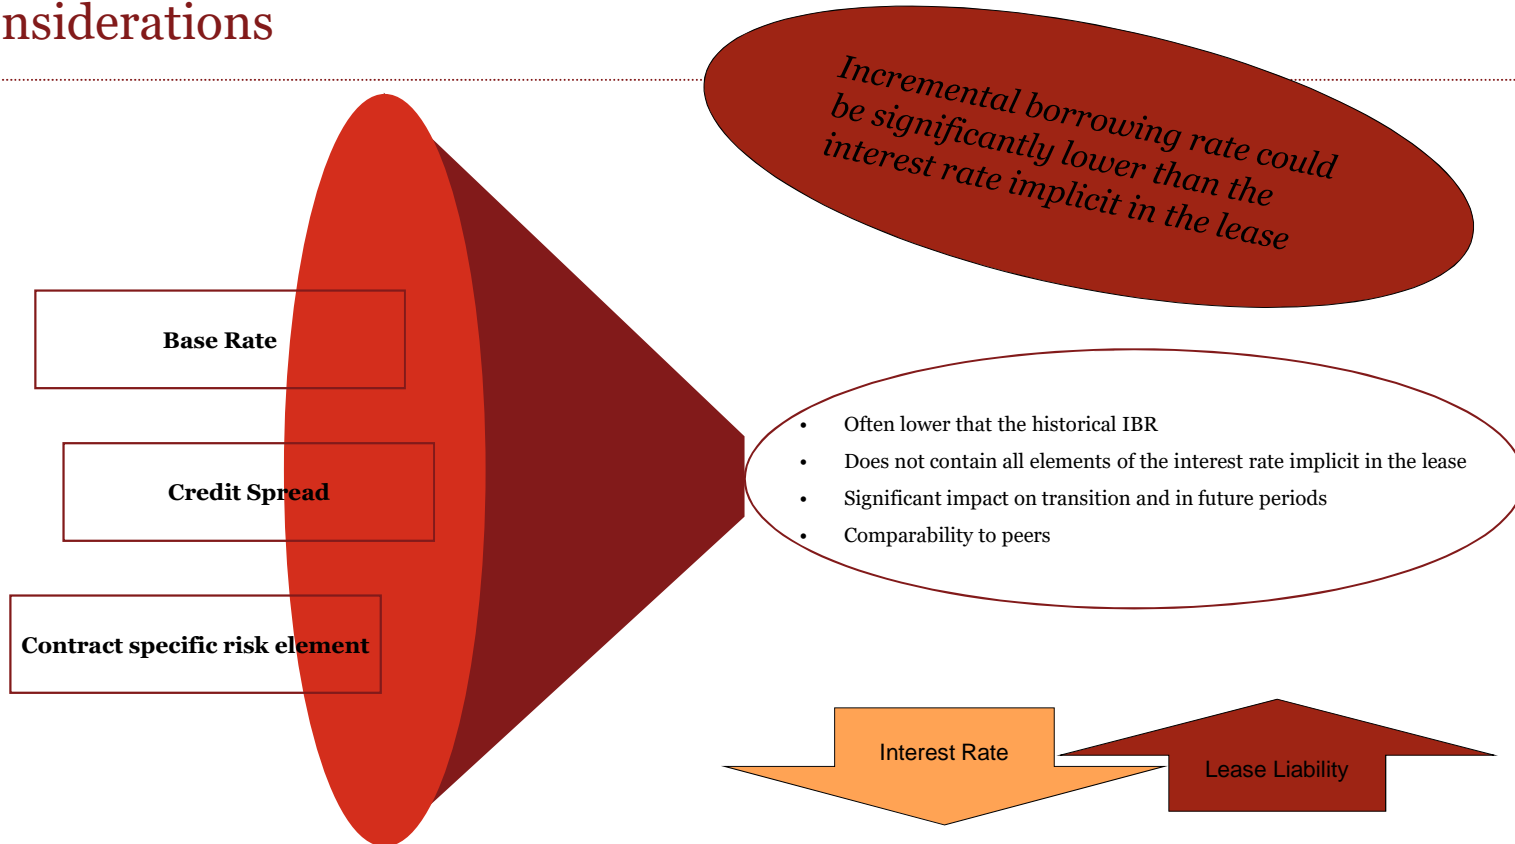 nsiderations
Incremental borrowing rate could
be significantly lower than the
interest rate implicit in the lease
Base Rate
Credit Spread
Contract specific risk element
• Often lower that the historical IBR
• Does not contain all elements of the interest rate implicit in the lease
• Significant impact on transition and in future periods
• Comparability to peers
Interest Rate
Lease Liability